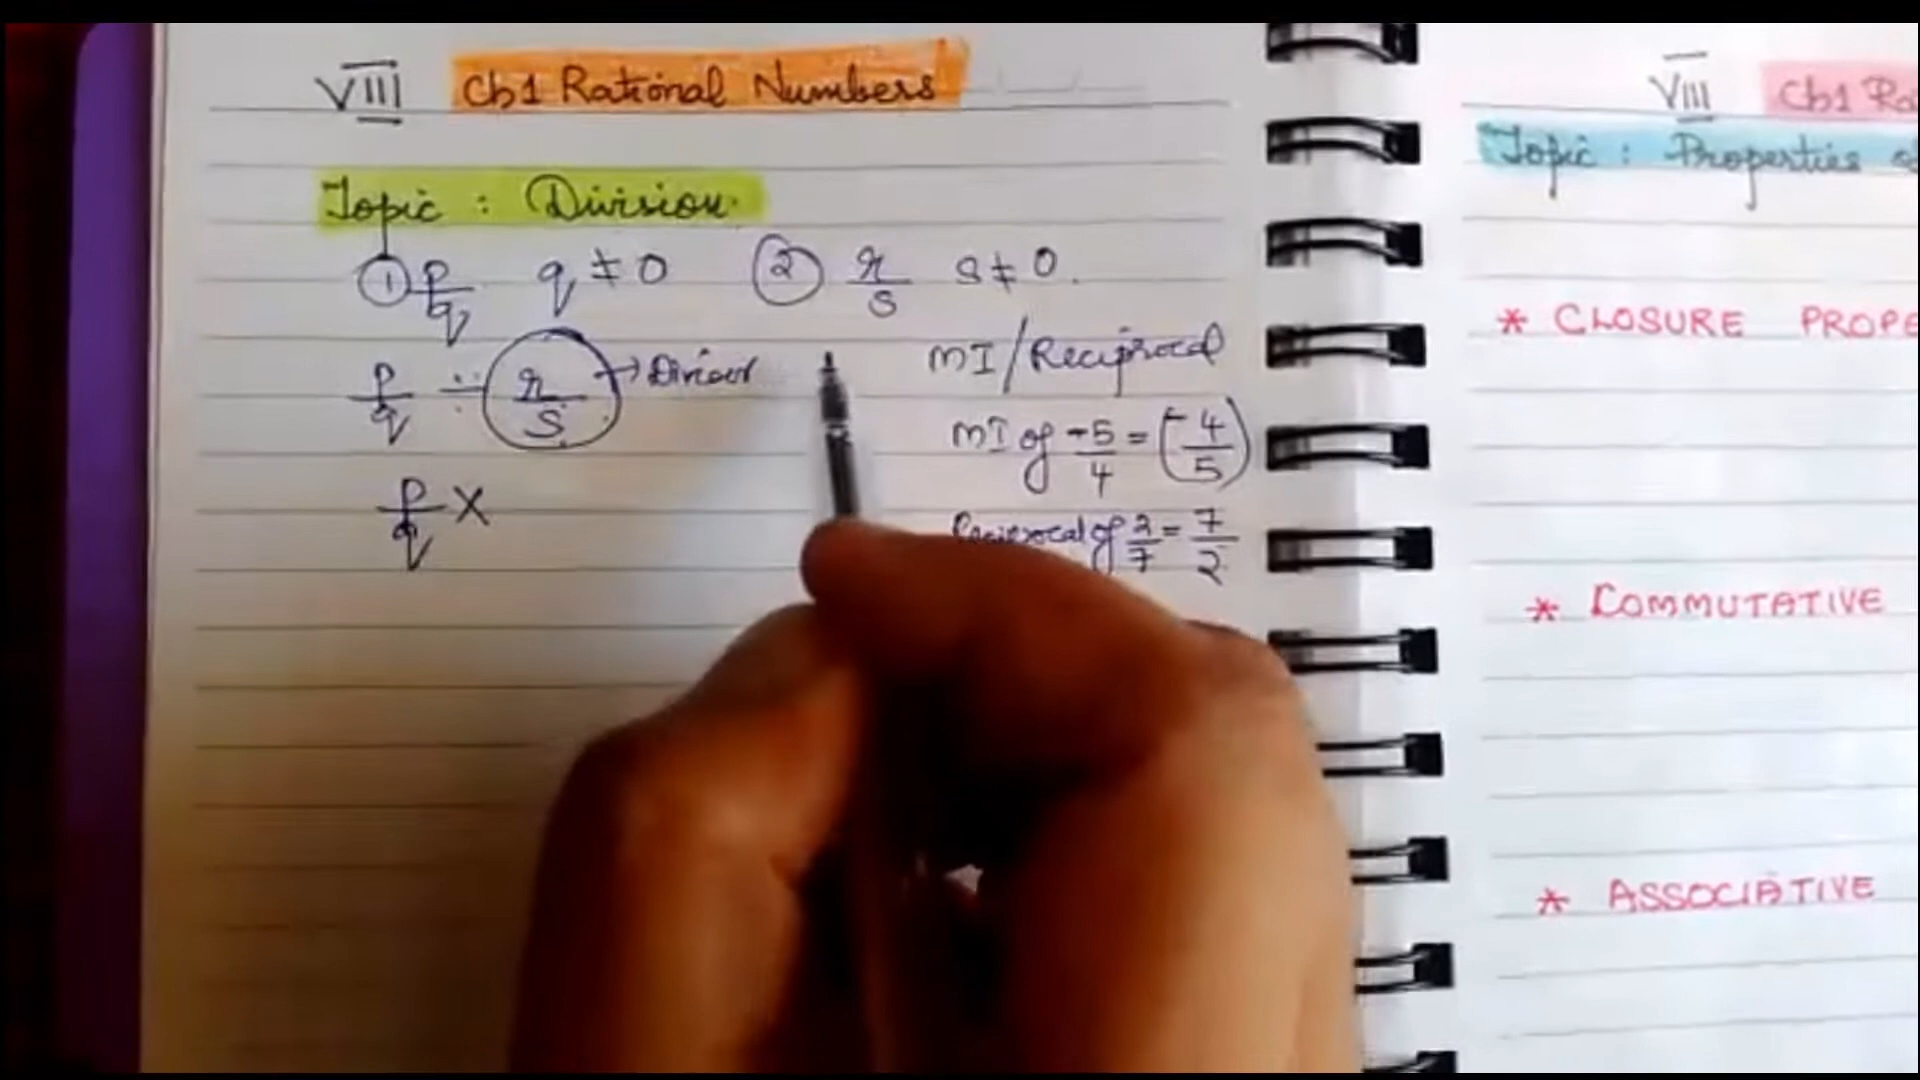 VIII Ch1 Rational Numbers
Topic : Division
① p/q q ≠ 0 ② r/s s ≠ 0.
p/q ÷ r/s → Divisor
p/q ×
MI/Reciprocal
MI of -5/4 = (-4/5)
Reciprocal of 2/7 = 7/2
VIII Ch1 Ra
Topic : Properties o
* CLOSURE PROPE
* COMMUTATIVE
* ASSOCIATIVE